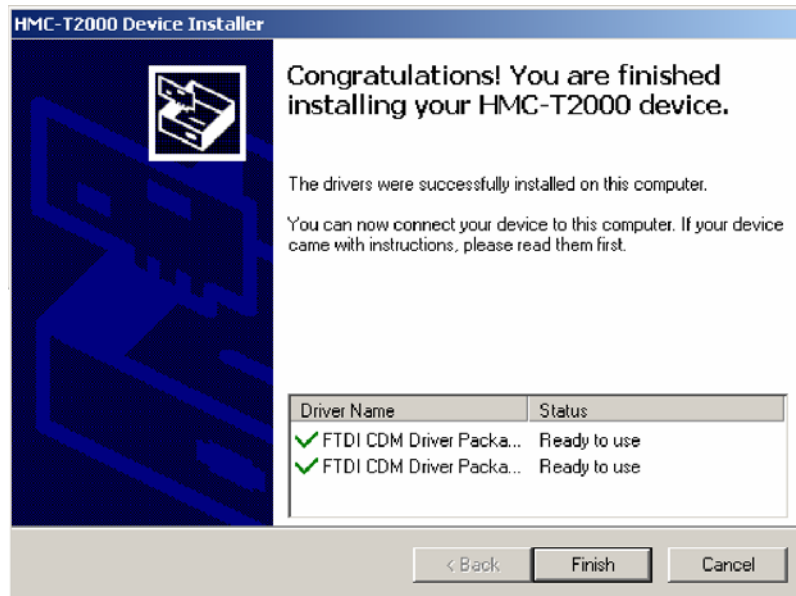 HMC-T2000 Device Installer
Congratulations! You are finished
installing your HMC-T2000 device.
The drivers were successfully installed on this computer.
You can now connect your device to this computer. If your device
came with instructions, please read them first.
Driver Name Status
FTDI CDM Driver Packa... Ready to use
FTDI CDM Driver Packa... Ready to use
< Back Finish Cancel